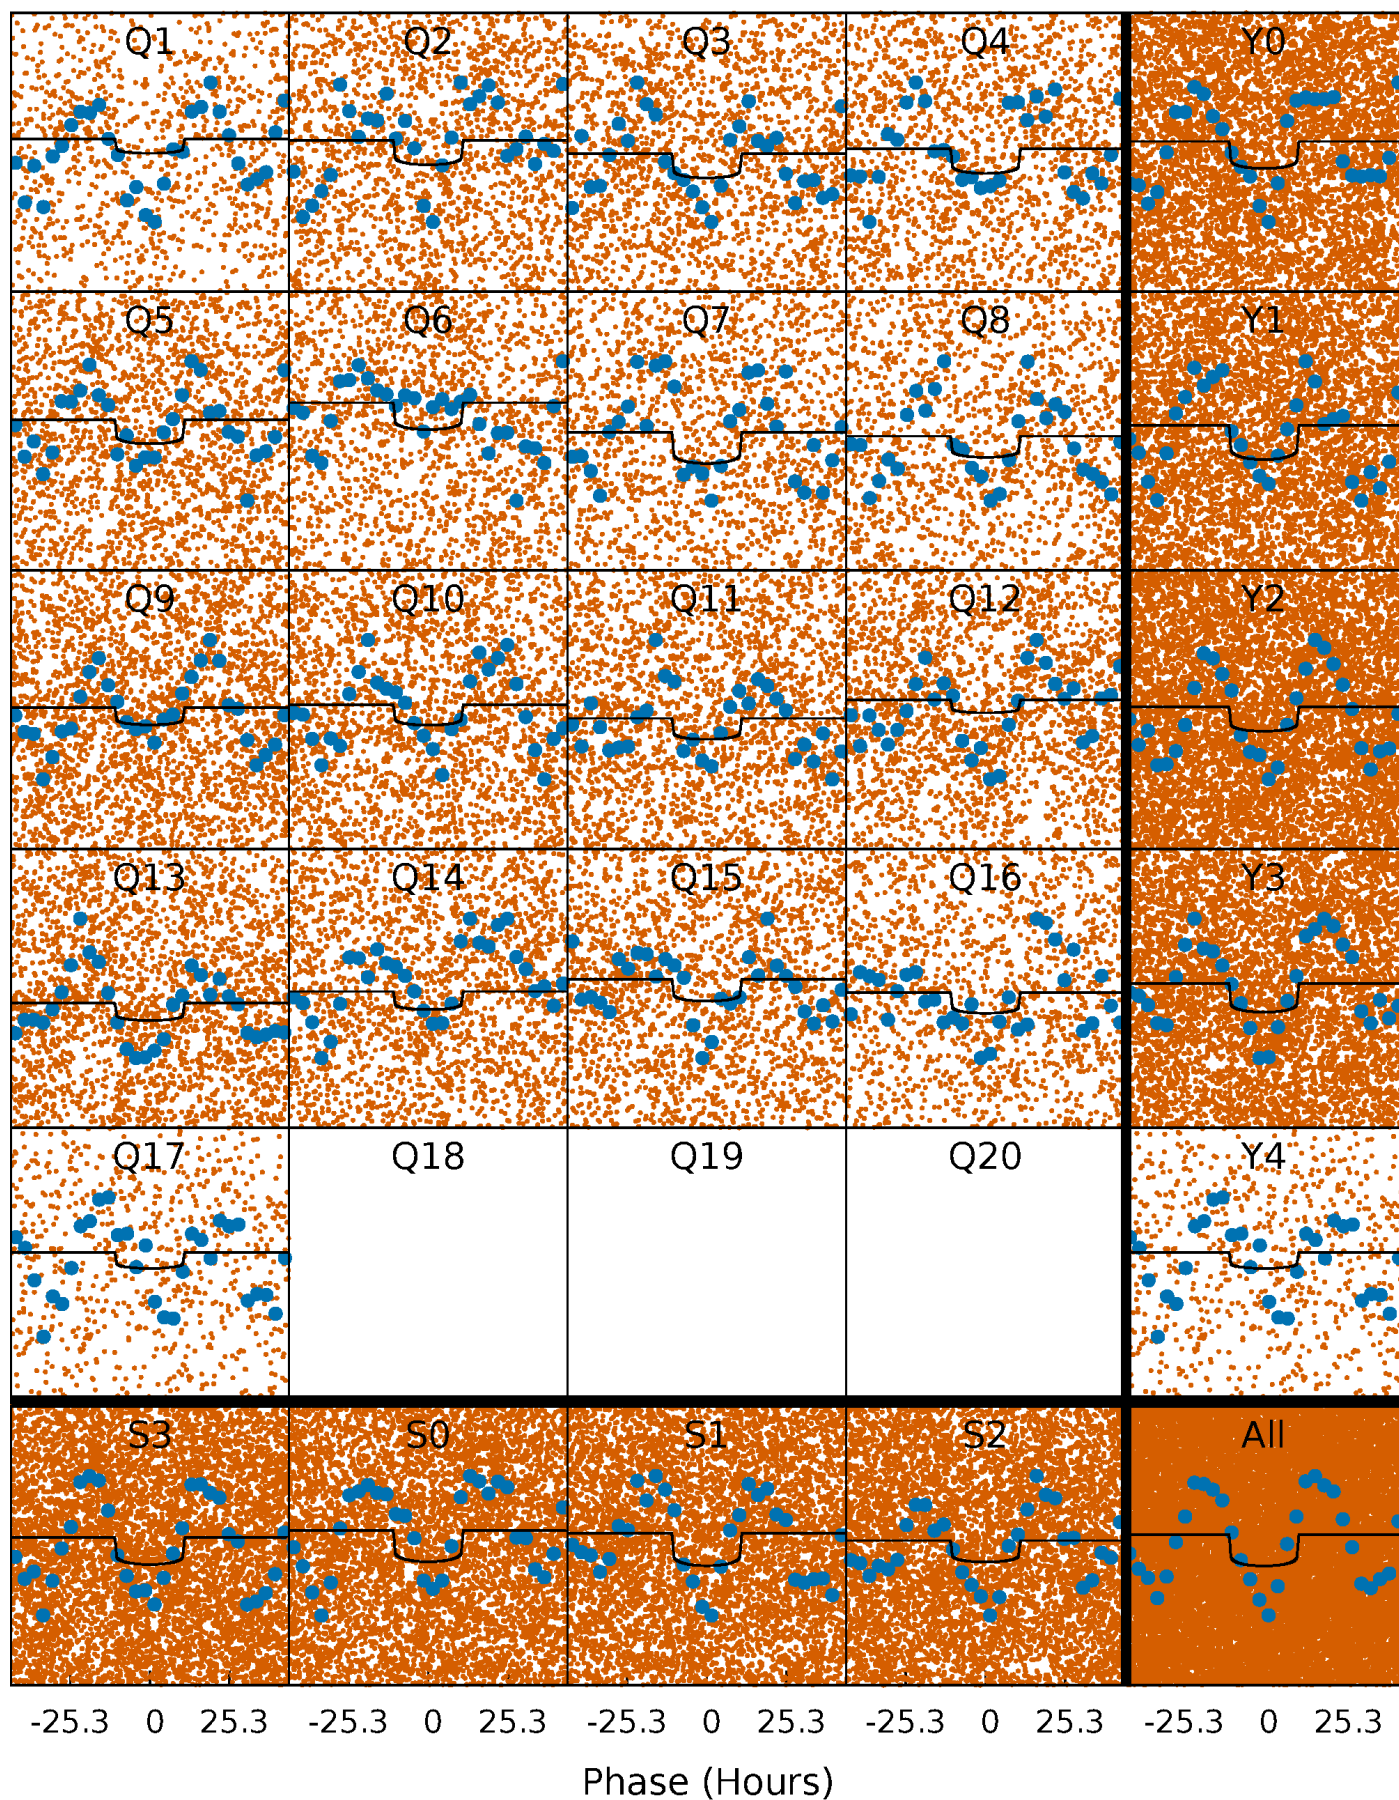 Q1 Q2 Q3 Q4 Y0
Q5 Q6 Q7 Q8 Y1
Q9 Q10 Q11 Q12 Y2
Q13 Q14 Q15 Q16 Y3
Q17 Q18 Q19 Q20 Y4
S3 S0 S1 S2 All
-25.3 0 25.3 -25.3 0 25.3 -25.3 0 25.3 -25.3 0 25.3 -25.3 0 25.3
Phase (Hours)